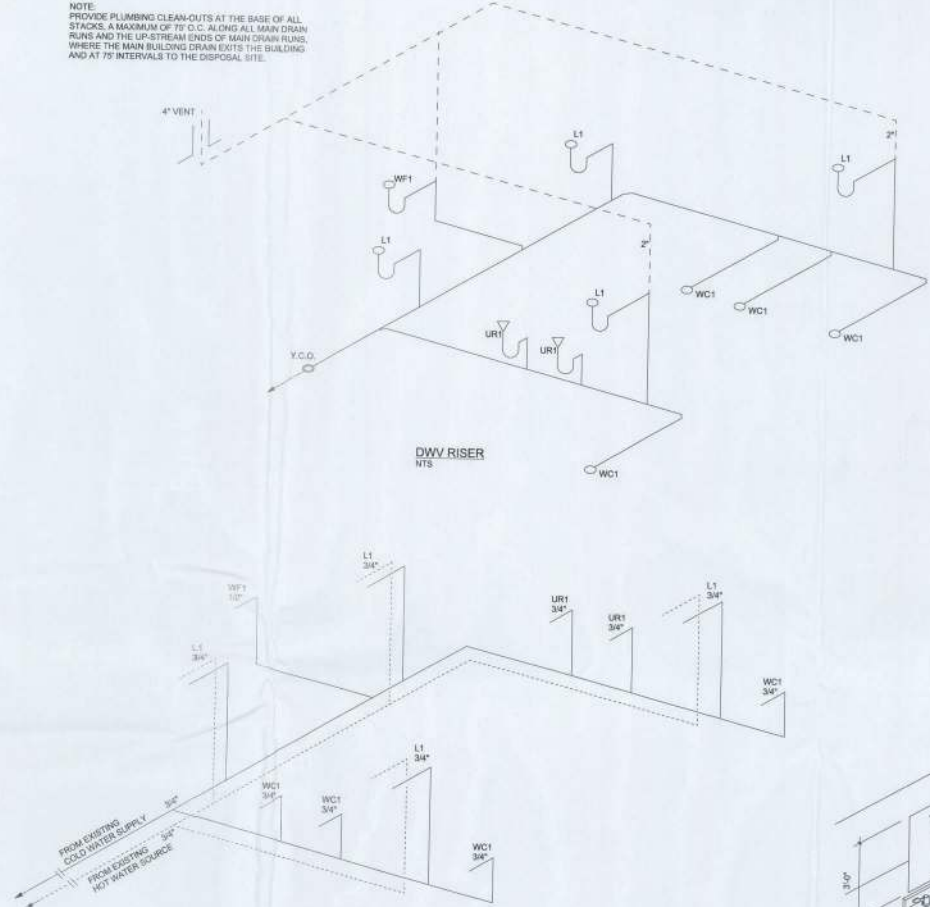 NOTE:
PROVIDE PLUMBING CLEAN-OUTS AT THE BASE OF ALL
STACKS, A MAXIMUM OF 75' O.C. ALONG ALL MAIN DRAIN
RUNS AND THE UP-STREAM ENDS OF MAIN DRAIN RUNS,
WHERE THE MAIN BUILDING DRAIN EXITS THE BUILDING
AND AT 75' INTERVALS TO THE DISPOSAL SITE.
4" VENT
L1
2"
L1
WF1
L1
2"
L1
WC1
WC1
WC1
UR1
UR1
Y.C.O.
DWV RISER
NTS
WC1
L1
3/4"
WF1
1/2"
UR1
3/4"
UR1
3/4"
L1
3/4"
L1
3/4"
WC1
3/4"
L1
3/4"
WC1
3/4"
WC1
3/4"
WC1
3/4"
3/4"
3/4"
FROM EXISTING
COLD WATER SUPPLY
FROM EXISTING
HOT WATER SOURCE
3'-0"